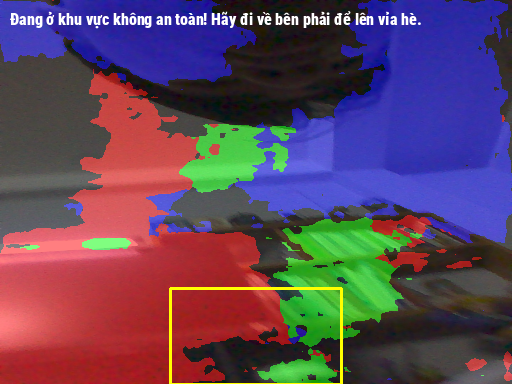 Đang ở khu vực không an toàn! Hãy đi về bên phải để lên vỉa hè.